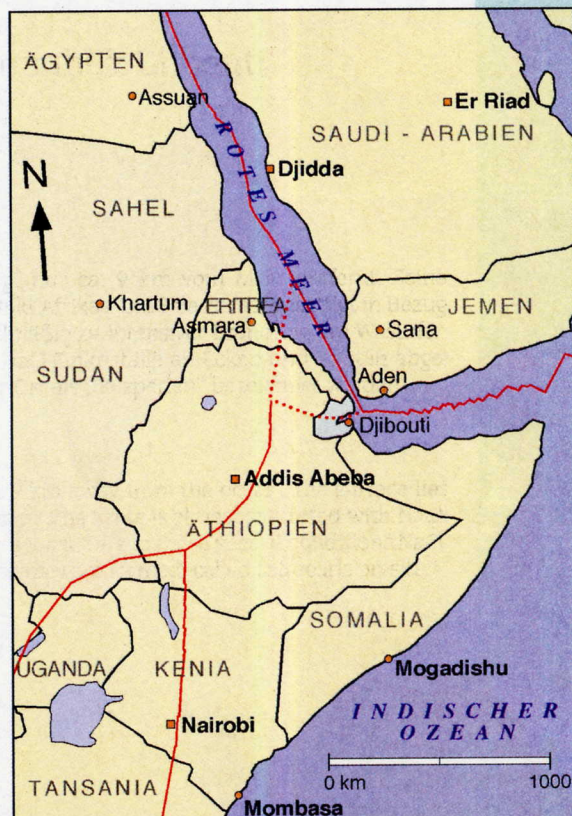 ÄGYPTEN
Assuan
Er Riad
SAUDI - ARABIEN
ROTES MEER
N
Djidda
SAHEL
Khartum
ERITREA
Asmara
JEMEN
Sana
SUDAN
Aden
Djibouti
Addis Abeba
ÄTHIOPIEN
SOMALIA
UGANDA
KENIA
Mogadishu
Nairobi
INDISCHER
OZEAN
TANSANIA
0 km 1000
Mombasa